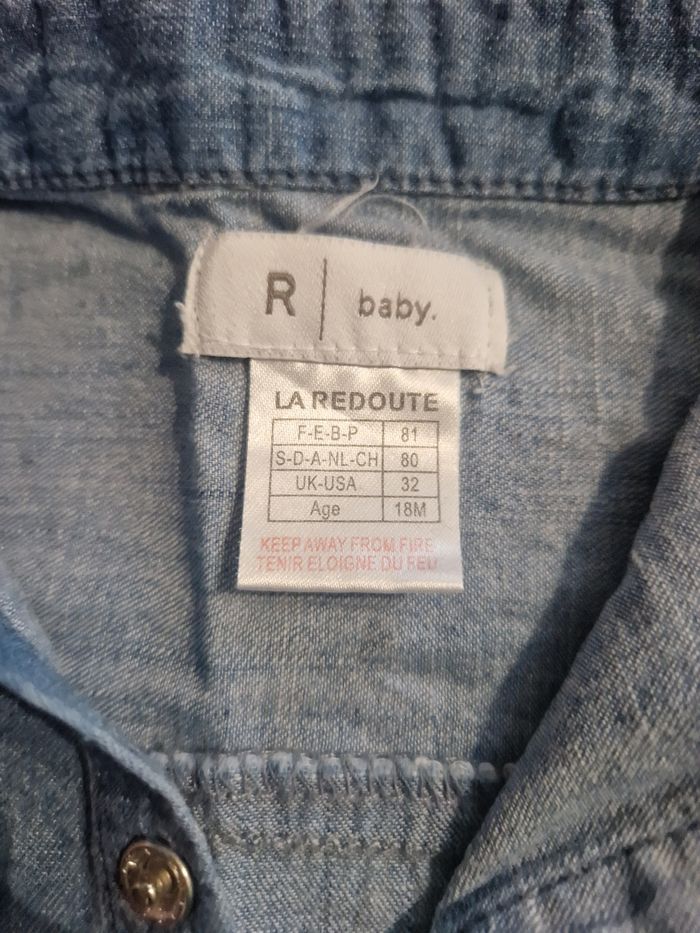 R | baby.
LA REDOUTE
F-E-B-P 81
S-D-A-NL-CH 80
UK-USA 32
Age 18M
KEEP AWAY FROM FIRE
TENIR ELOIGNE DU FEU